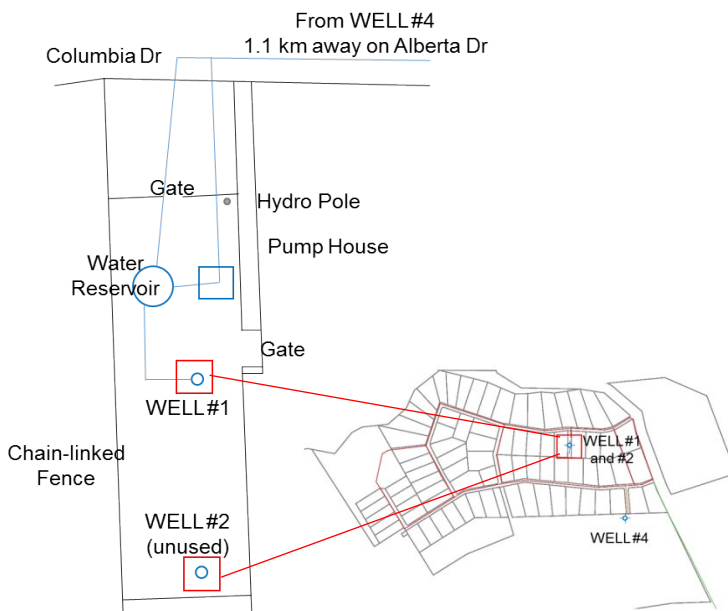 From WELL#4
1.1 km away on Alberta Dr
Columbia Dr
Gate
Hydro Pole
Pump House
Water
Reservoir
Gate
WELL#1
Chain-linked
Fence
WELL#2
(unused)
WELL#1
and #2
WELL#4